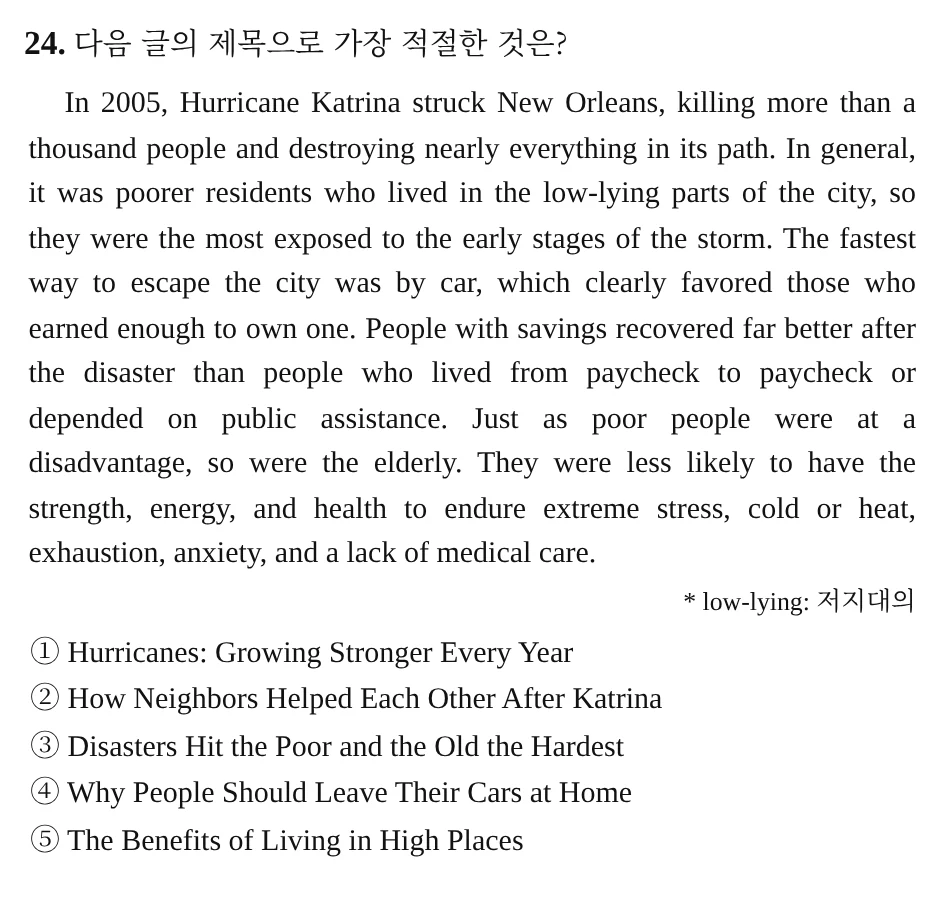 24. 다음 글의 제목으로 가장 적절한 것은?
In 2005, Hurricane Katrina struck New Orleans, killing more than a
thousand people and destroying nearly everything in its path. In general,
it was poorer residents who lived in the low-lying parts of the city, so
they were the most exposed to the early stages of the storm. The fastest
way to escape the city was by car, which clearly favored those who
earned enough to own one. People with savings recovered far better after
the disaster than people who lived from paycheck to paycheck or
depended on public assistance. Just as poor people were at a
disadvantage, so were the elderly. They were less likely to have the
strength, energy, and health to endure extreme stress, cold or heat,
exhaustion, anxiety, and a lack of medical care.
* low-lying: 저지대의
① Hurricanes: Growing Stronger Every Year
② How Neighbors Helped Each Other After Katrina
③ Disasters Hit the Poor and the Old the Hardest
④ Why People Should Leave Their Cars at Home
⑤ The Benefits of Living in High Places